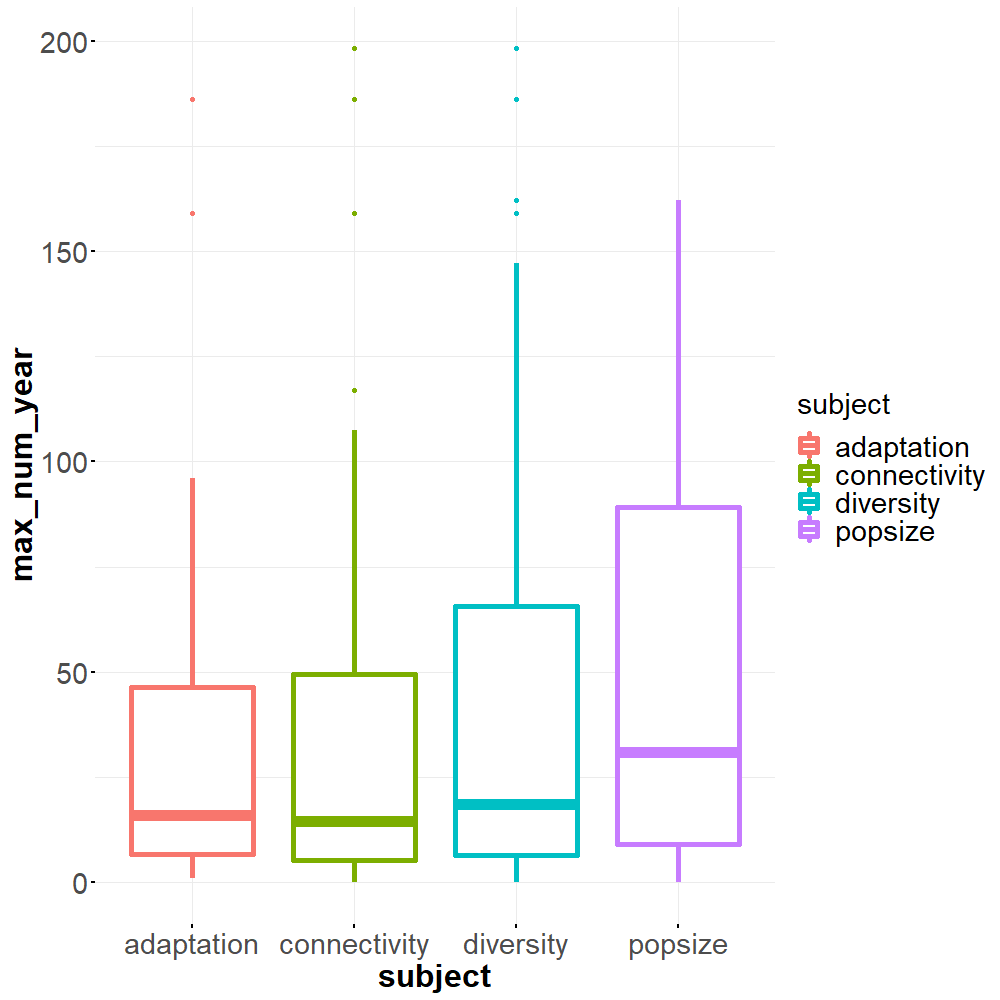 200
150
100
50
0
max_num_year
adaptation connectivity diversity popsize
subject
subject
adaptation
connectivity
diversity
popsize